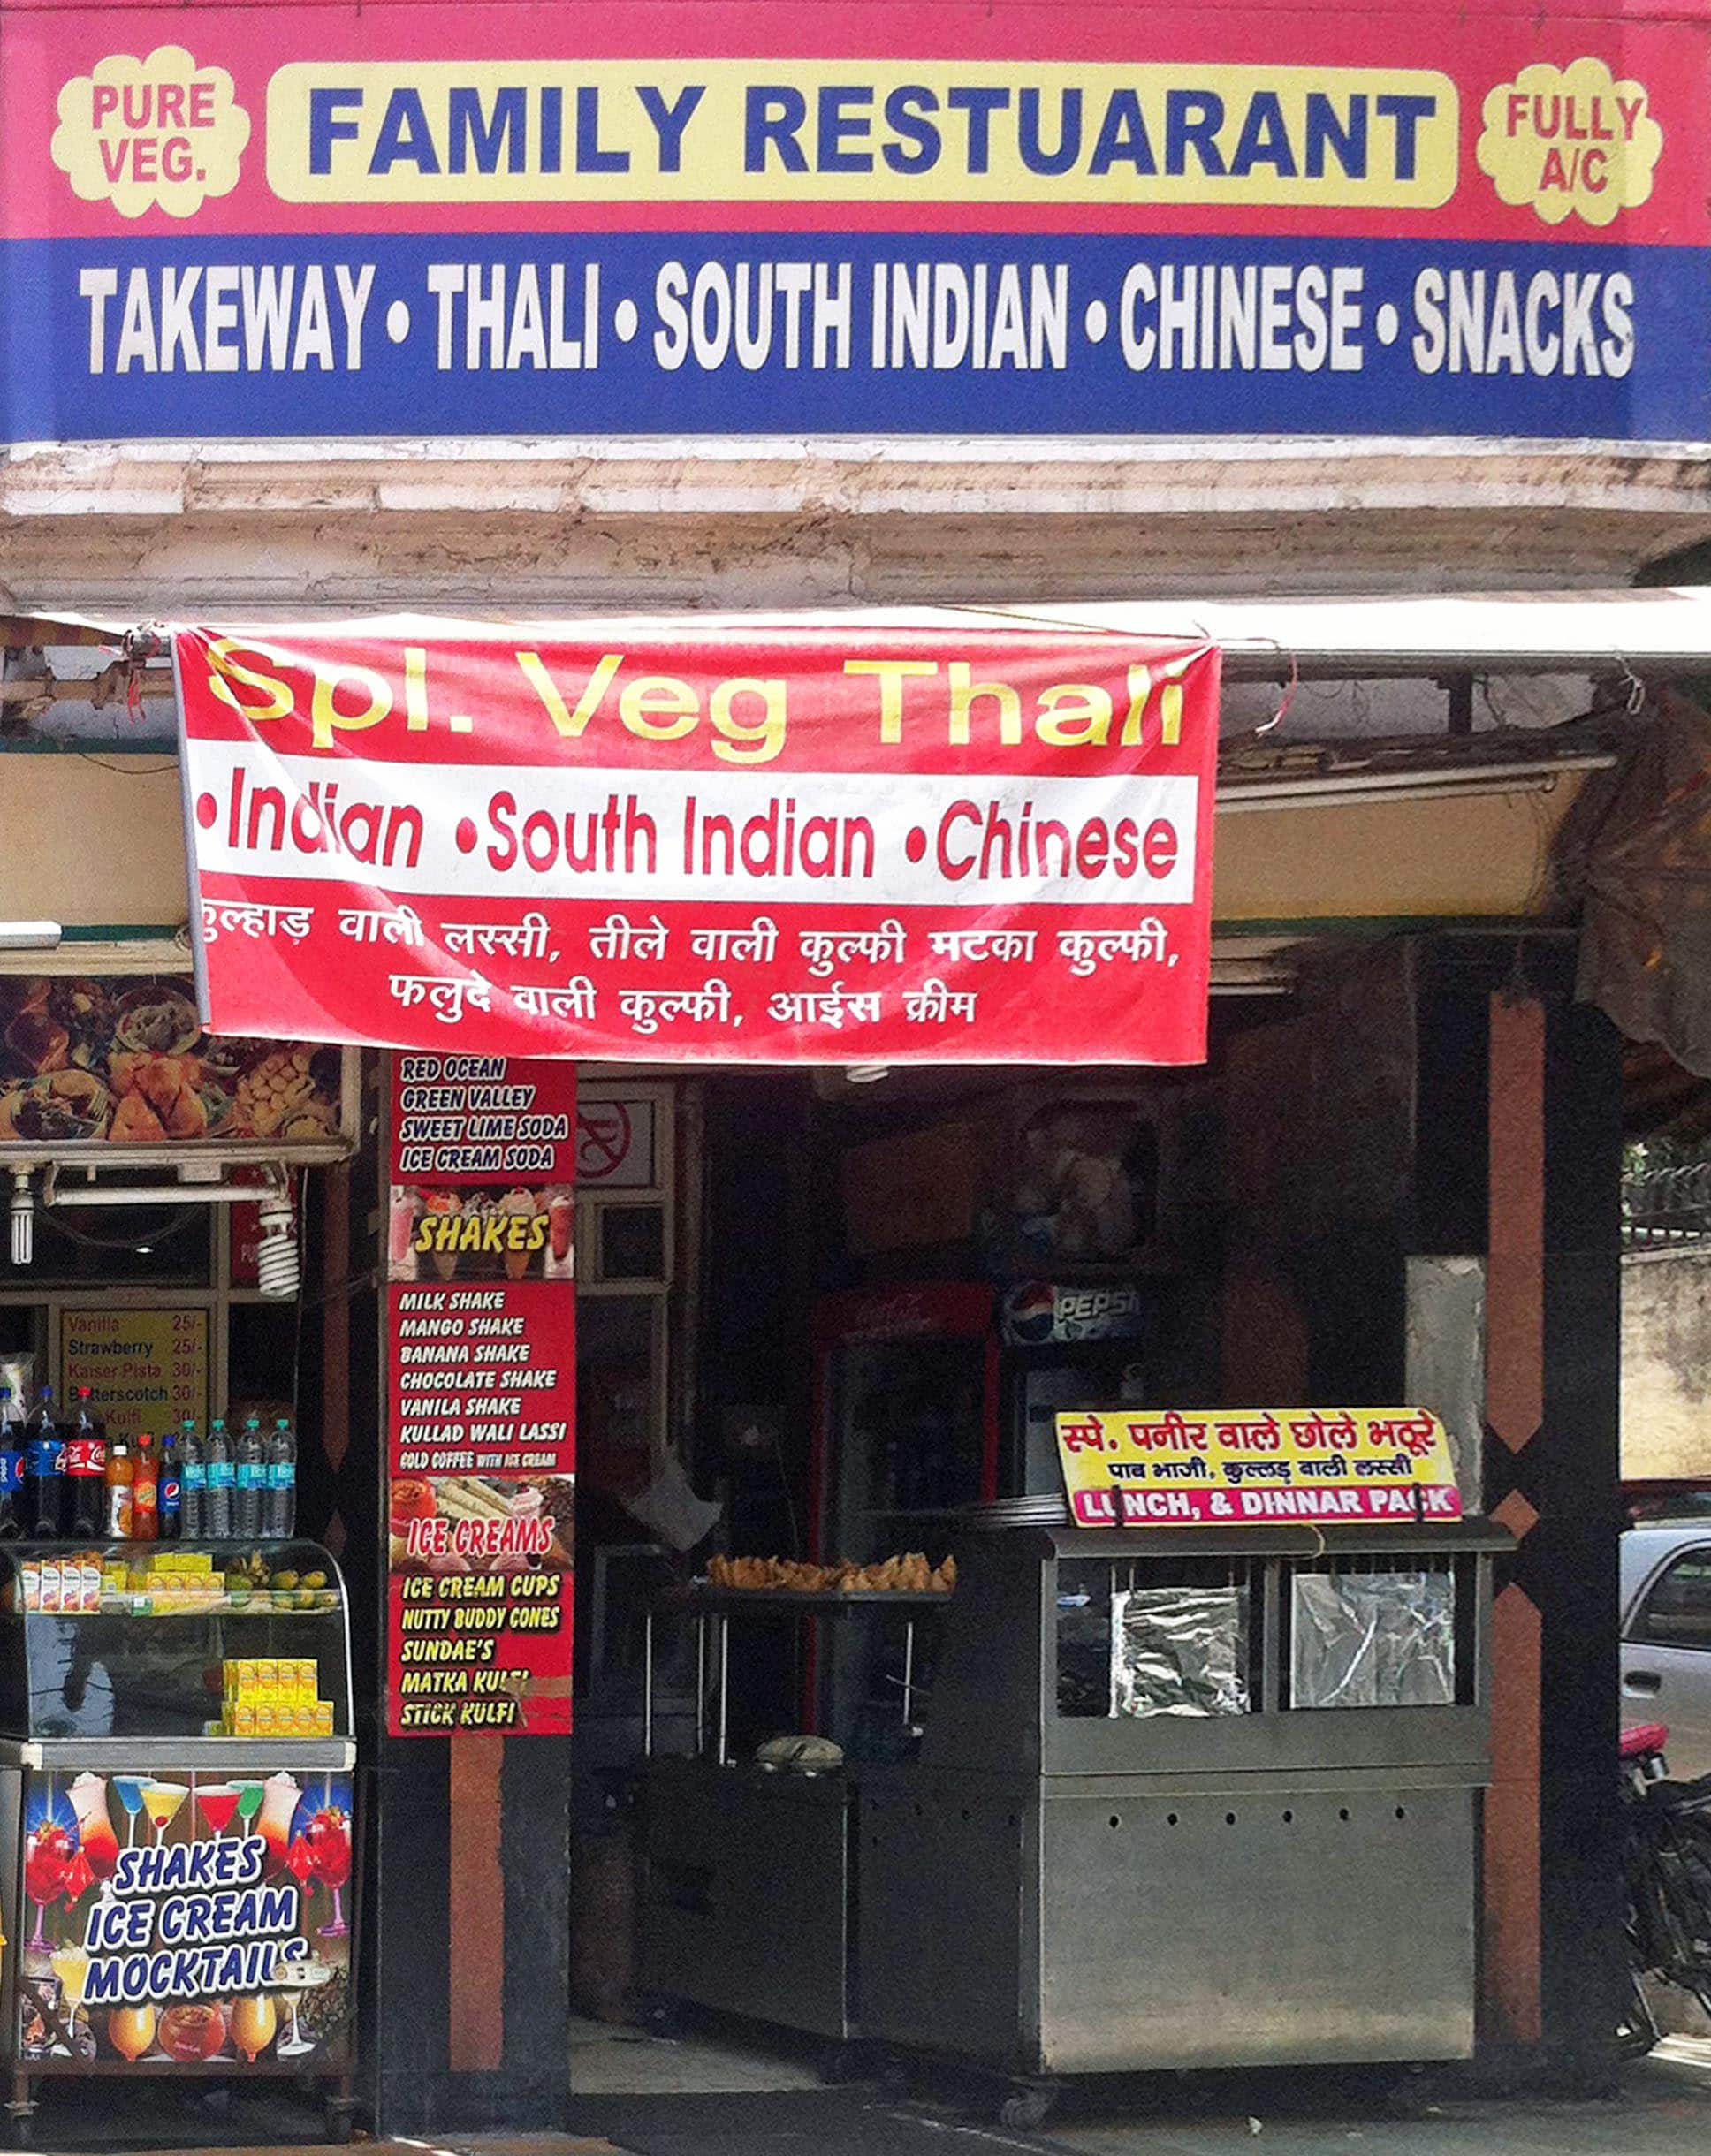 PURE
VEG.
FAMILY RESTUARANT
FULLY
A/C
TAKEWAY • THALI • SOUTH INDIAN • CHINESE • SNACKS
Spl. Veg Thali
• Indian • South Indian • Chinese
कुल्हाड़ वाली लस्सी, तीले वाली कुल्फी मटका कुल्फी,
फलुदे वाली कुल्फी, आईस क्रीम
RED OCEAN
GREEN VALLEY
SWEET LIME SODA
ICE CREAM SODA
SHAKES
MILK SHAKE
MANGO SHAKE
BANANA SHAKE
CHOCOLATE SHAKE
VANILA SHAKE
KULLAD WALI LASSI
COLD COFFEE WITH ICE CREAM
ICE CREAMS
ICE CREAM CUPS
NUTTY BUDDY CONES
SUNDAE'S
MATKA KULFI
STICK KULFI
Vanilla 25/-
Strawberry 25/-
Kaiser Pista 30/-
Butterscotch 30/-
Kulfi 30/-
PEPSI
स्पे. पनीर वाले छोले भठूरे
पाव भाजी, कुल्लड़ वाली लस्सी
LUNCH, & DINNAR PACK
SHAKES
ICE CREAM
MOCKTAILS